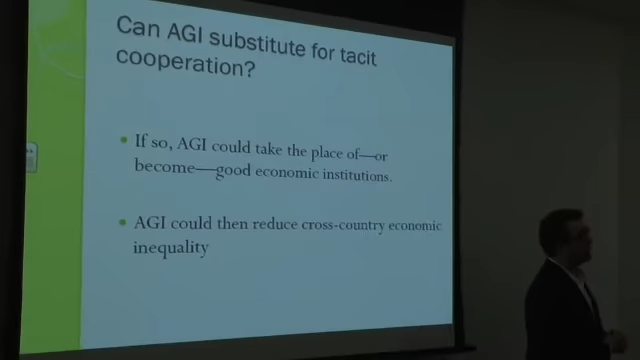 Can AGI substitute for tacit
cooperation?
If so, AGI could take the place of—or
become—good economic institutions.
AGI could then reduce cross-country economic
inequality